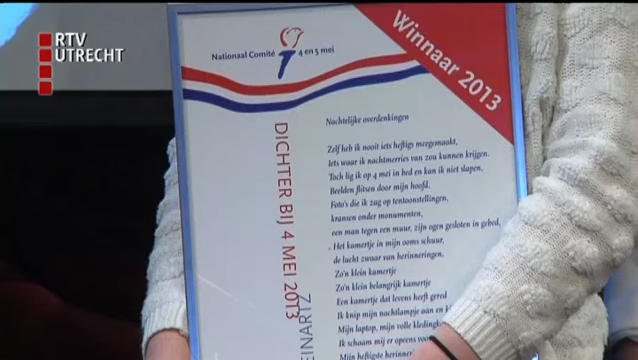 RTV
UTRECHT
Nationaal Comité 4 en 5 mei
Winnaar 2013
DICHTER BIJ 4 MEI 2013
EINARTZ
Nachtelijke overdenkingen
Zelf heb ik nooit iets heftigs meegemaakt,
Iets waar ik nachtmerries van zou kunnen krijgen.
Toch lig ik op 4 mei in bed en kan ik niet slapen,
Beelden flitsen door mijn hoofd.
Foto's die ik zag op tentoonstellingen,
kransen onder monumenten,
een man tegen een muur, zijn ogen gesloten in gebed,
Het kamertje in mijn ooms schuur,
de lucht zwaar van herinneringen.
Zo'n klein kamertje
Zo'n klein belangrijk kamertje
Een kamertje dat levens heeft gered
Ik knip mijn nachtlampje aan en
Mijn laptop, mijn volle
Ik schaam mij er opeens voor
Mijn heftigste